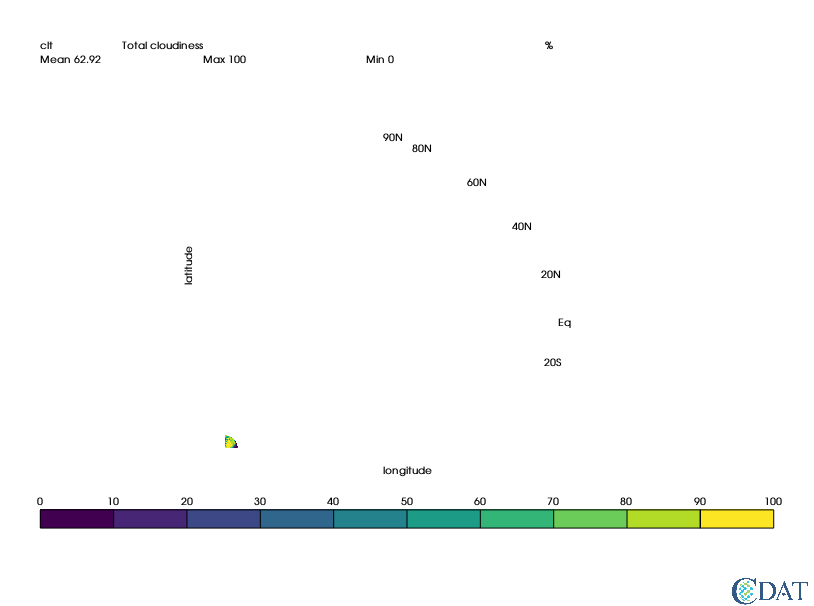 clt Total cloudiness %
Mean 62.92 Max 100 Min 0
90N
80N
60N
40N
latitude
20N
Eq
20S
longitude
0 10 20 30 40 50 60 70 80 90 100
CDAT